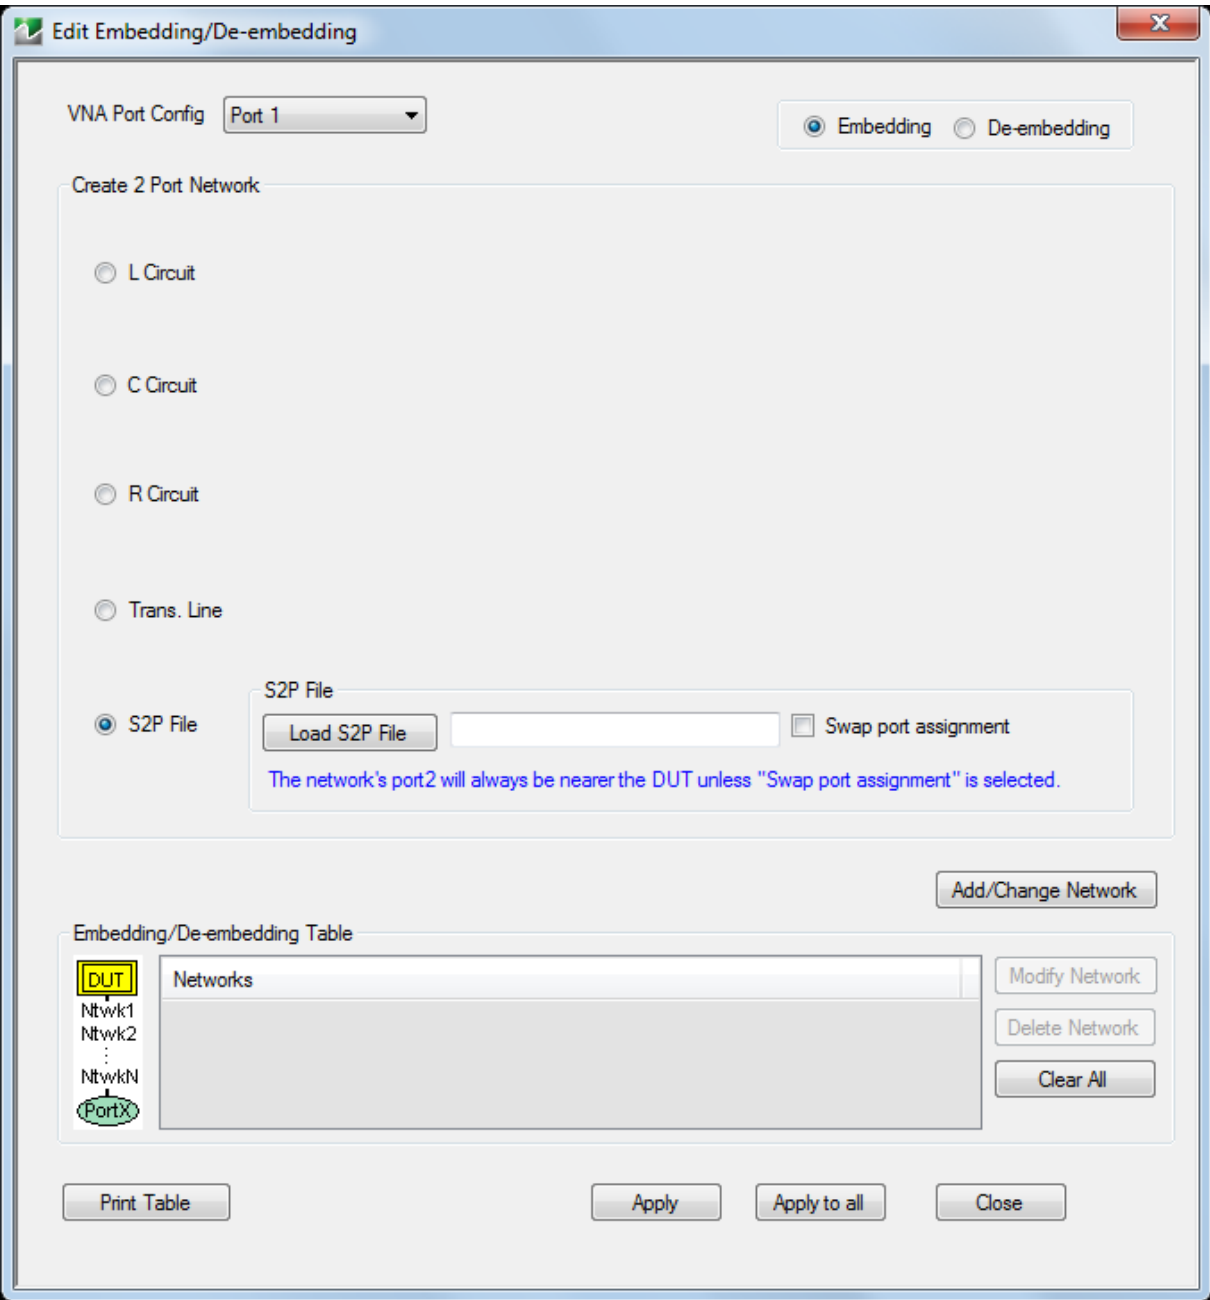 Edit Embedding/De-embedding
X
VNA Port Config Port 1 Embedding De-embedding
Create 2 Port Network
L Circuit
C Circuit
R Circuit
Trans. Line
S2P File
S2P File
Load S2P File Swap port assignment
The network's port2 will always be nearer the DUT unless "Swap port assignment" is selected.
Add/Change Network
Embedding/De-embedding Table
DUT
Ntwk1
Ntwk2
⋮
NtwkN
PortX
Networks
Modify Network
Delete Network
Clear All
Print Table Apply Apply to all Close